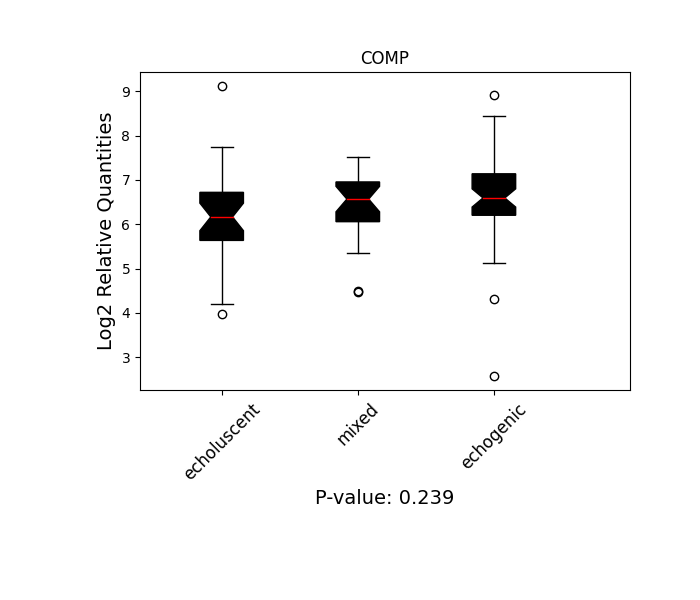 COMP
Log2 Relative Quantities
9
8
7
6
5
4
3
echoluscent
mixed
echogenic
P-value: 0.239